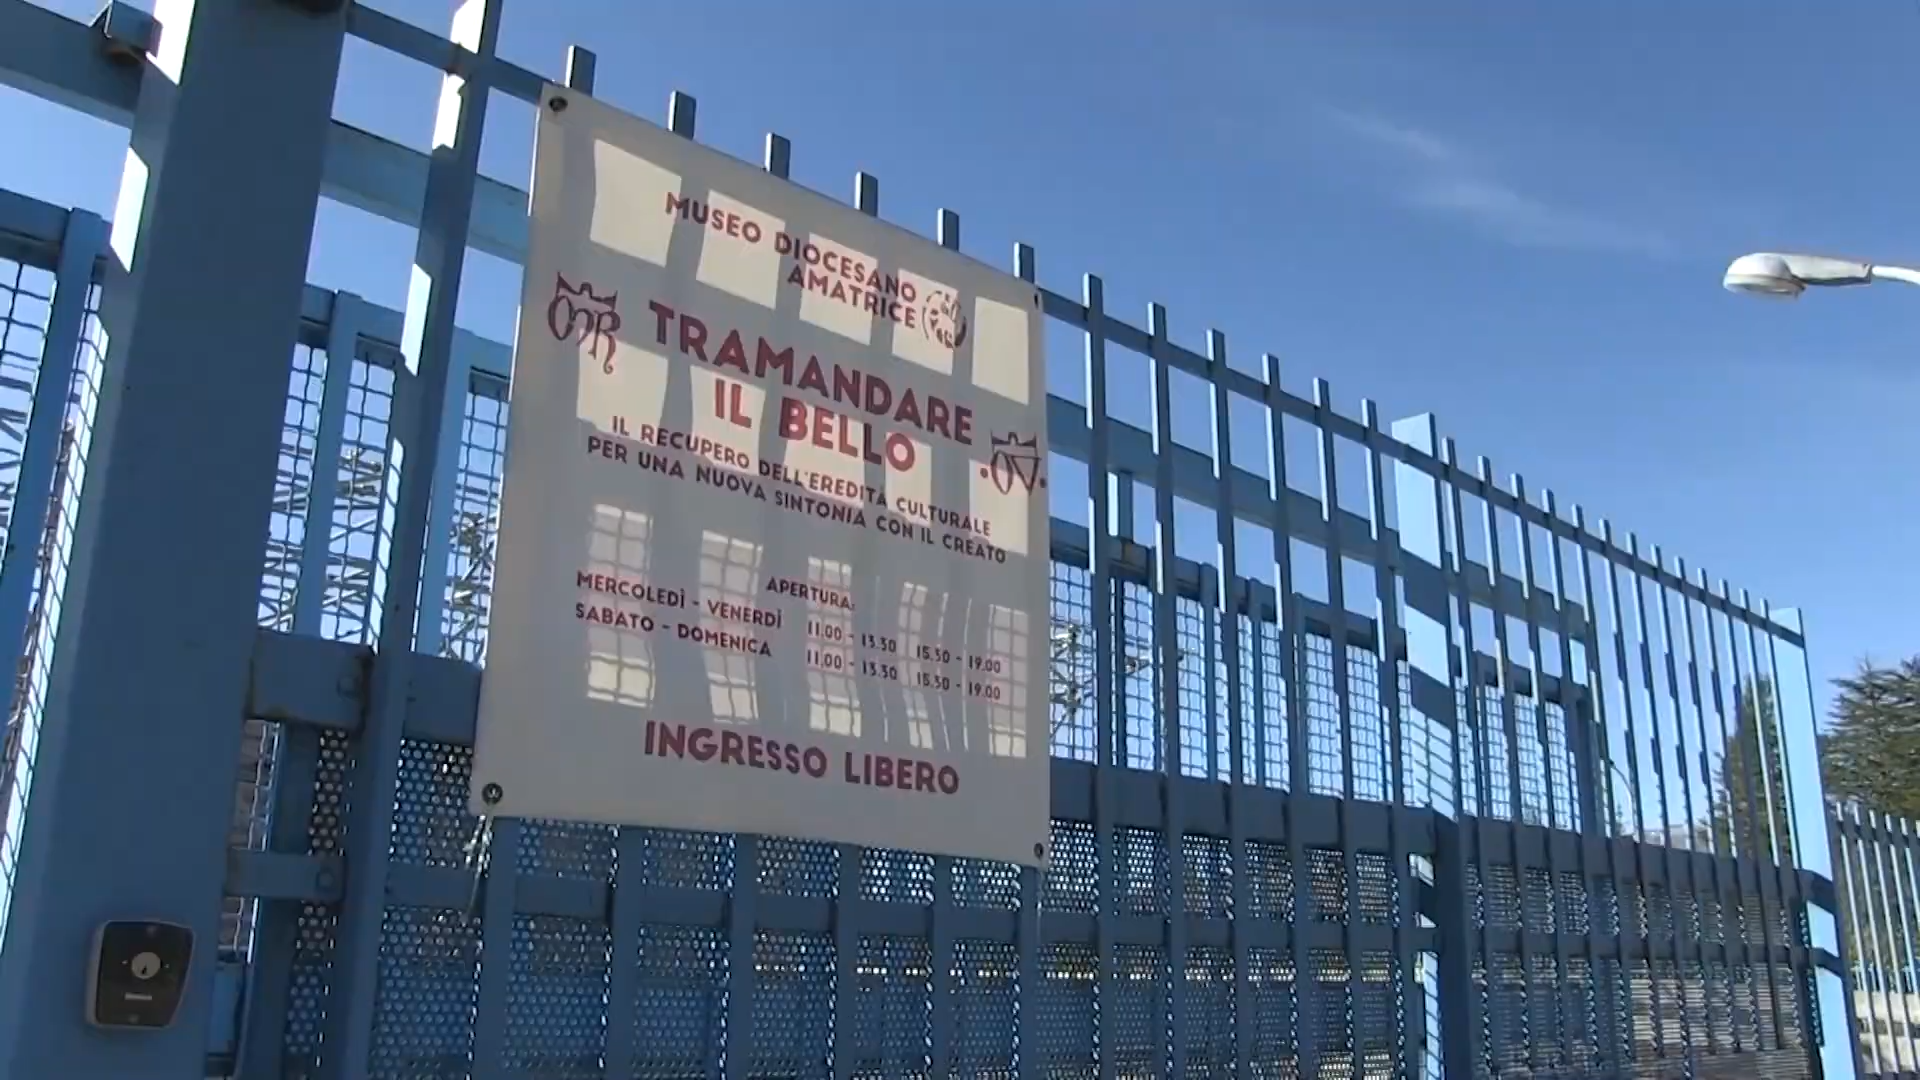 MUSEO DIOCESANO
AMATRICE
TRAMANDARE
IL BELLO
IL RECUPERO DELL'EREDITÀ CULTURALE
PER UNA NUOVA SINTONIA CON IL CREATO
APERTURA:
MERCOLEDÌ - VENERDÌ 11.00 - 13.30 15.30 - 19.00
SABATO - DOMENICA 11.00 - 13.30 15.30 - 19.00
INGRESSO LIBERO